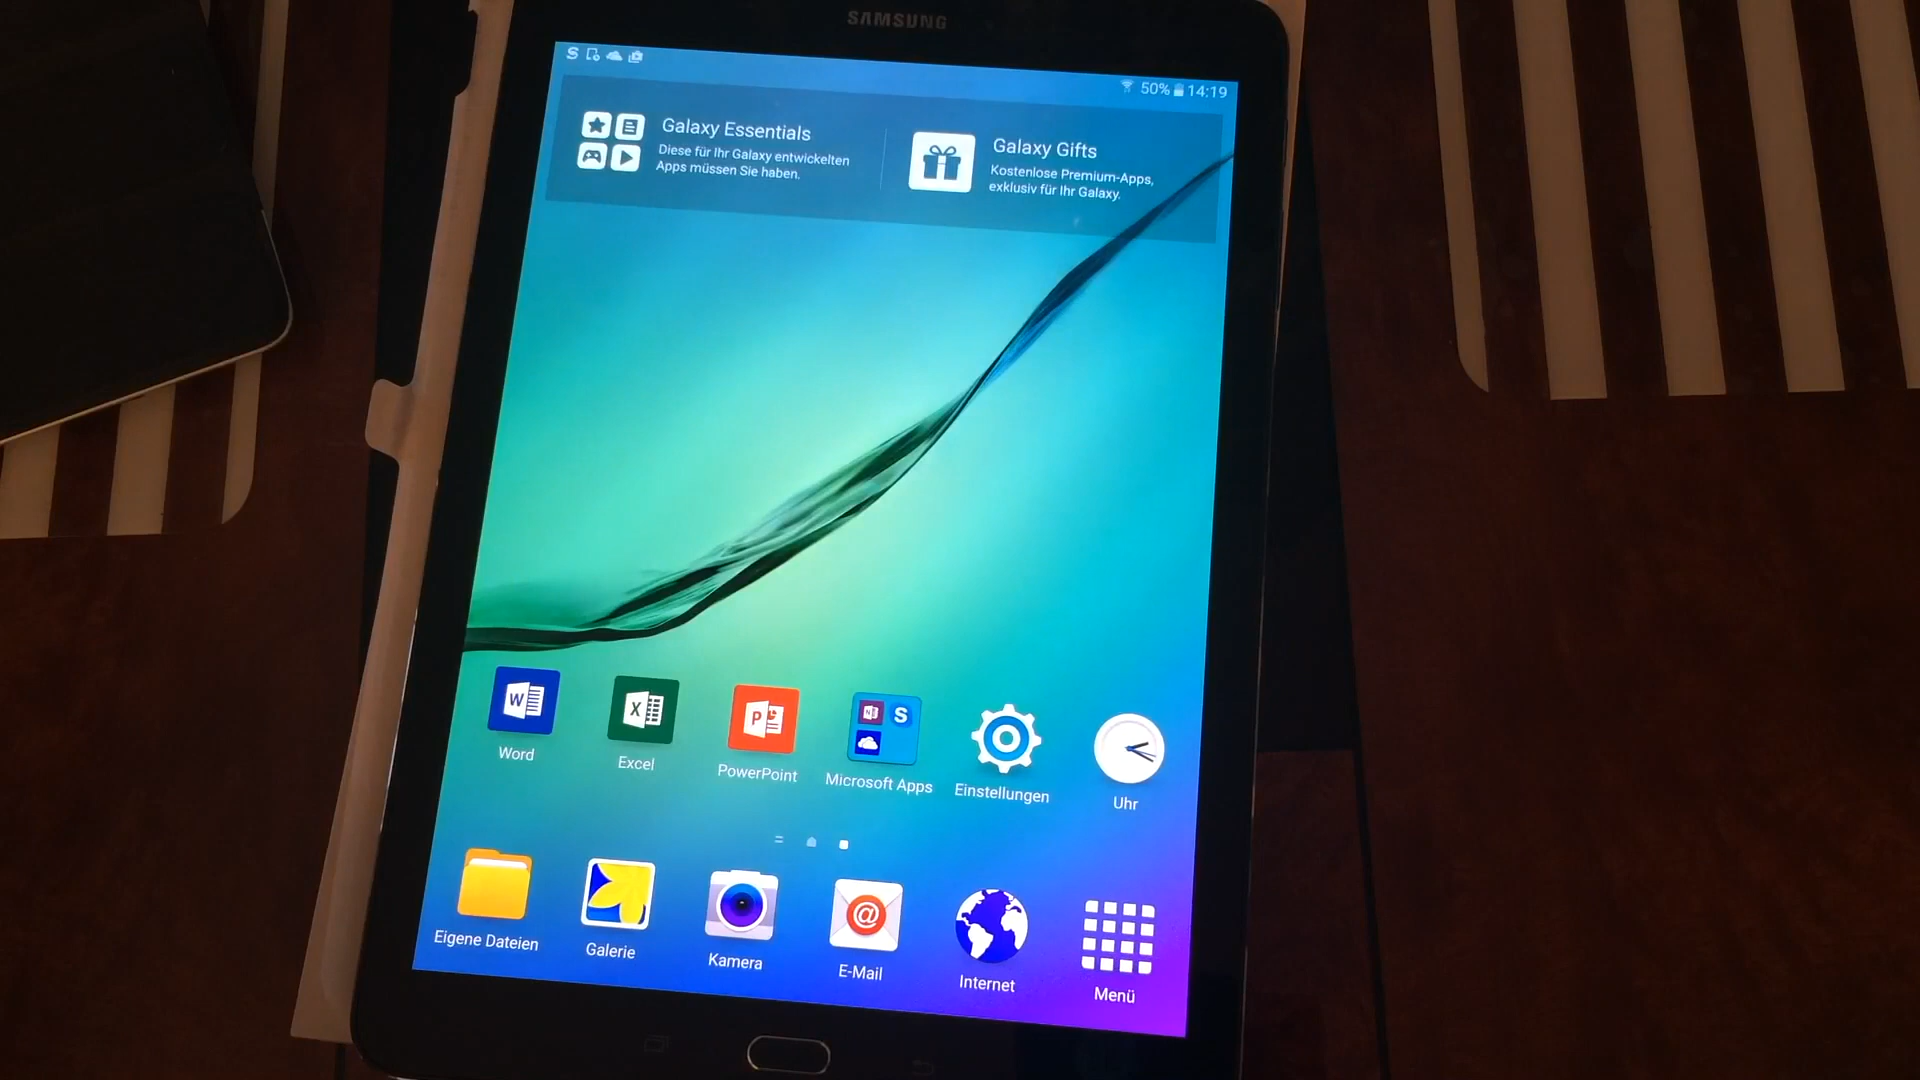 SAMSUNG
50% 14:19
Galaxy Essentials
Diese für Ihr Galaxy entwickelten
Apps müssen Sie haben.
Galaxy Gifts
Kostenlose Premium-Apps,
exklusiv für Ihr Galaxy.
Word
Excel
PowerPoint
Microsoft Apps
Einstellungen
Uhr
Eigene Dateien
Galerie
Kamera
E-Mail
Internet
Menü